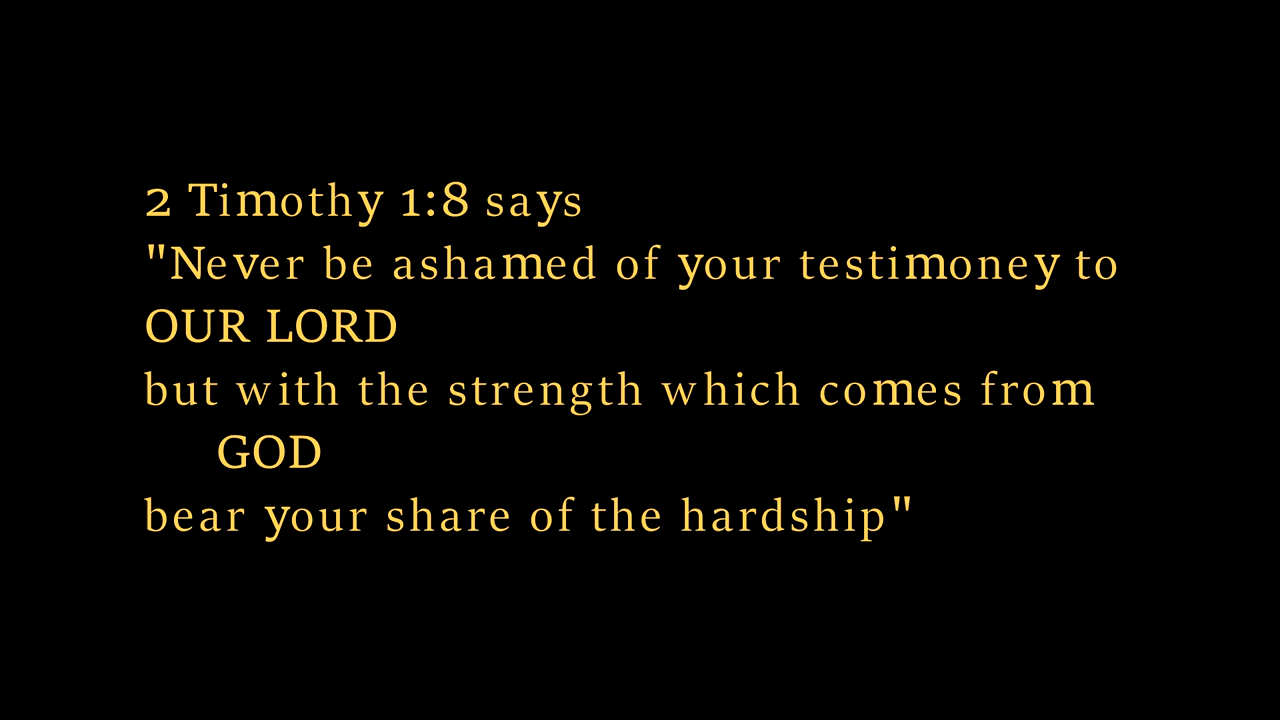 2 Timothy 1:8 says
"Never be ashamed of your testimoney to
OUR LORD
but with the strength which comes from
GOD
bear your share of the hardship"